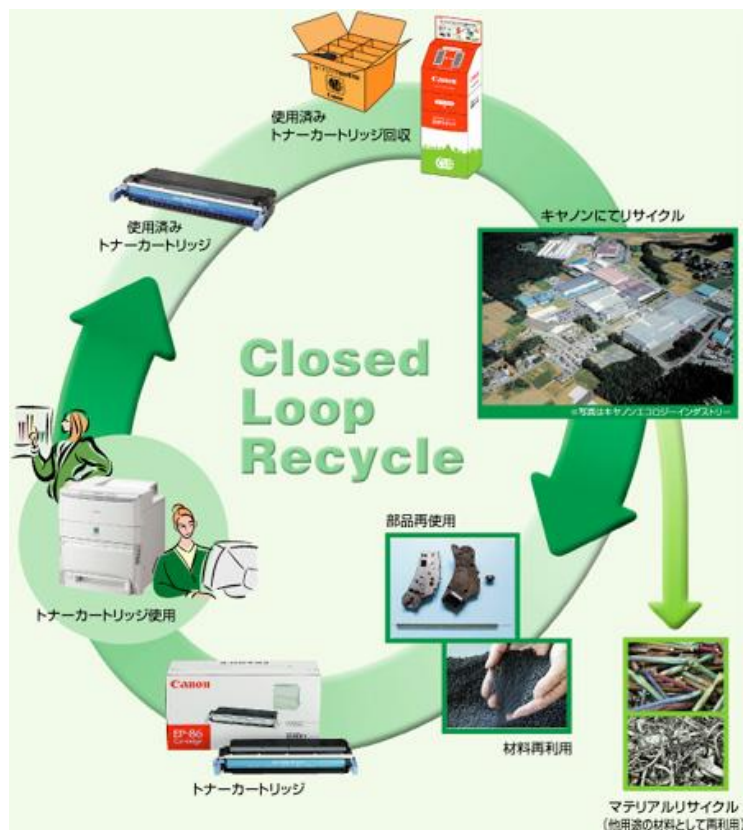 使用済み
トナーカートリッジ回収
Canon
使用済み
トナーカートリッジ
キヤノンにてリサイクル
※写真はキヤノンエコロジーインダストリー
Closed
Loop
Recycle
部品再使用
トナーカートリッジ使用
Canon
EP-86
材料再利用
トナーカートリッジ
マテリアルリサイクル
(他用途の材料として再利用)